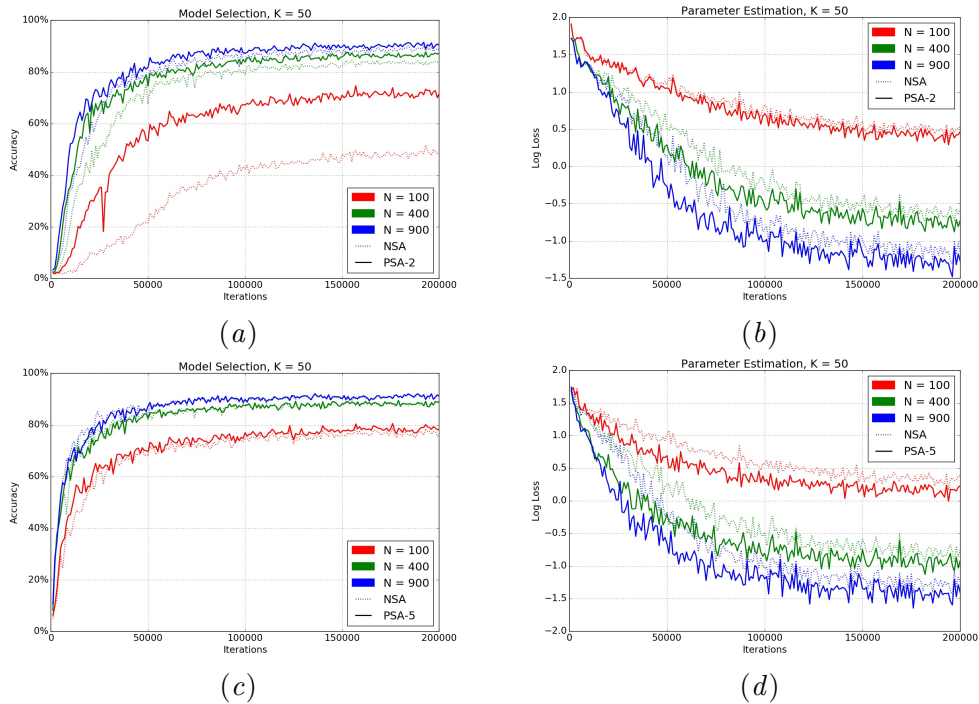 Model Selection, K = 50
100%
80%
60%
40%
20%
0%
Accuracy
0 50000 100000 150000 200000
Iterations
N = 100
N = 400
N = 900
NSA
PSA-2
(a)
Parameter Estimation, K = 50
2.0
1.5
1.0
0.5
0.0
−0.5
−1.0
−1.5
Log Loss
0 50000 100000 150000 200000
Iterations
N = 100
N = 400
N = 900
NSA
PSA-2
(b)
Model Selection, K = 50
100%
80%
60%
40%
20%
0%
Accuracy
0 50000 100000 150000 200000
Iterations
N = 100
N = 400
N = 900
NSA
PSA-5
(c)
Parameter Estimation, K = 50
2.0
1.5
1.0
0.5
0.0
−0.5
−1.0
−1.5
−2.0
Log Loss
0 50000 100000 150000 200000
Iterations
N = 100
N = 400
N = 900
NSA
PSA-5
(d)